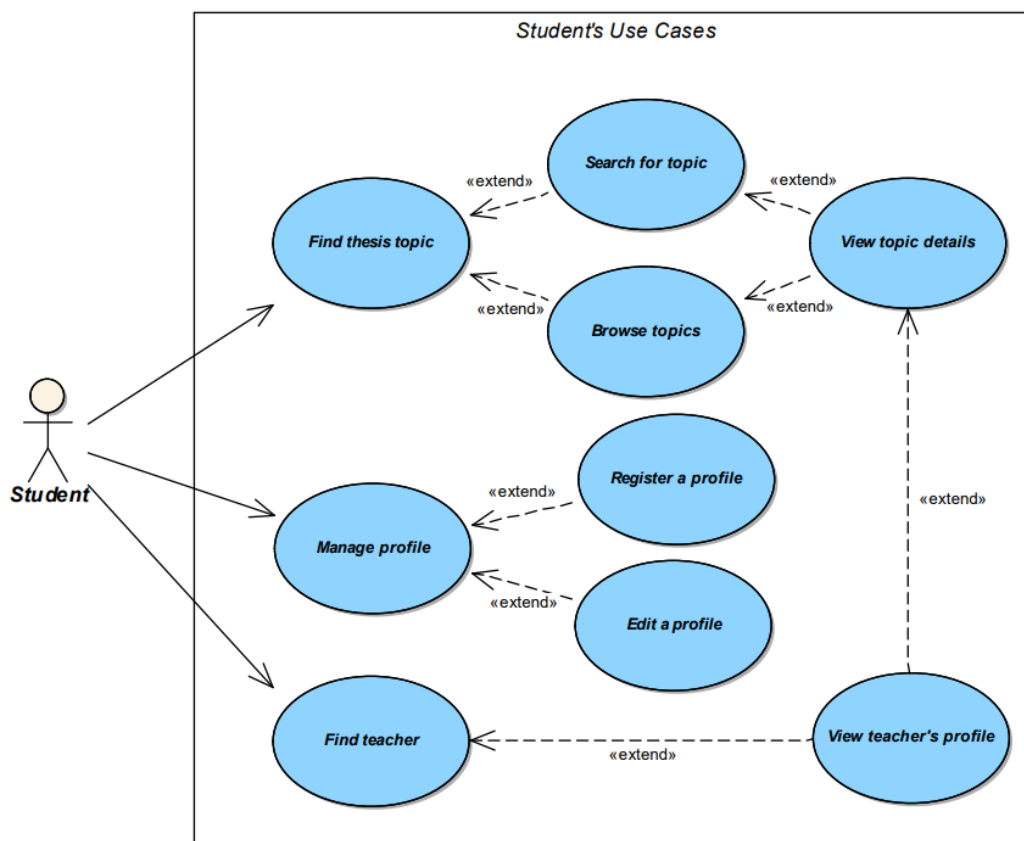 Student's Use Cases
Search for topic
«extend»
«extend»
Find thesis topic
View topic details
«extend»
«extend»
Browse topics
Register a profile
«extend»
«extend»
Student
Manage profile
«extend»
Edit a profile
Find teacher
View teacher's profile
«extend»